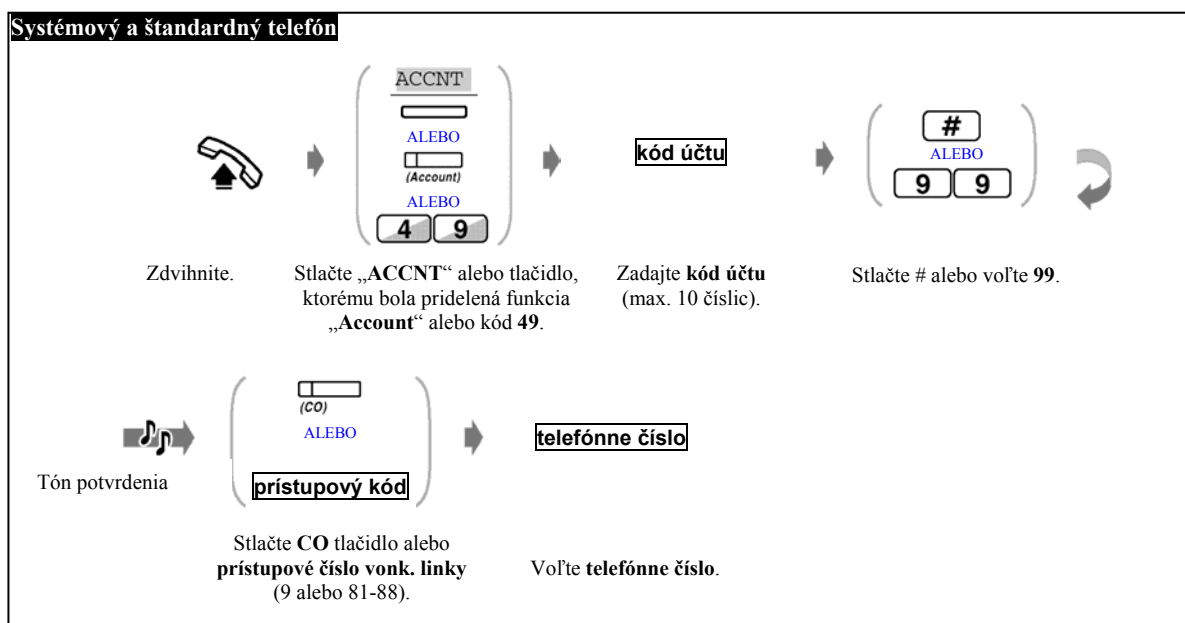 Systémový a štandardný telefón
ACCNT
ALEBO
(Account)
ALEBO
4 9
kód účtu
#
ALEBO
9 9
Zdvihnite.
Stlačte „ACCNT“ alebo tlačidlo,
ktorému bola pridelená funkcia
„Account“ alebo kód 49.
Zadajte kód účtu
(max. 10 číslic).
Stlačte # alebo voľte 99.
(CO)
ALEBO
prístupový kód
telefónne číslo
Tón potvrdenia
Stlačte CO tlačidlo alebo
prístupové číslo vonk. linky
(9 alebo 81-88).
Voľte telefónne číslo.